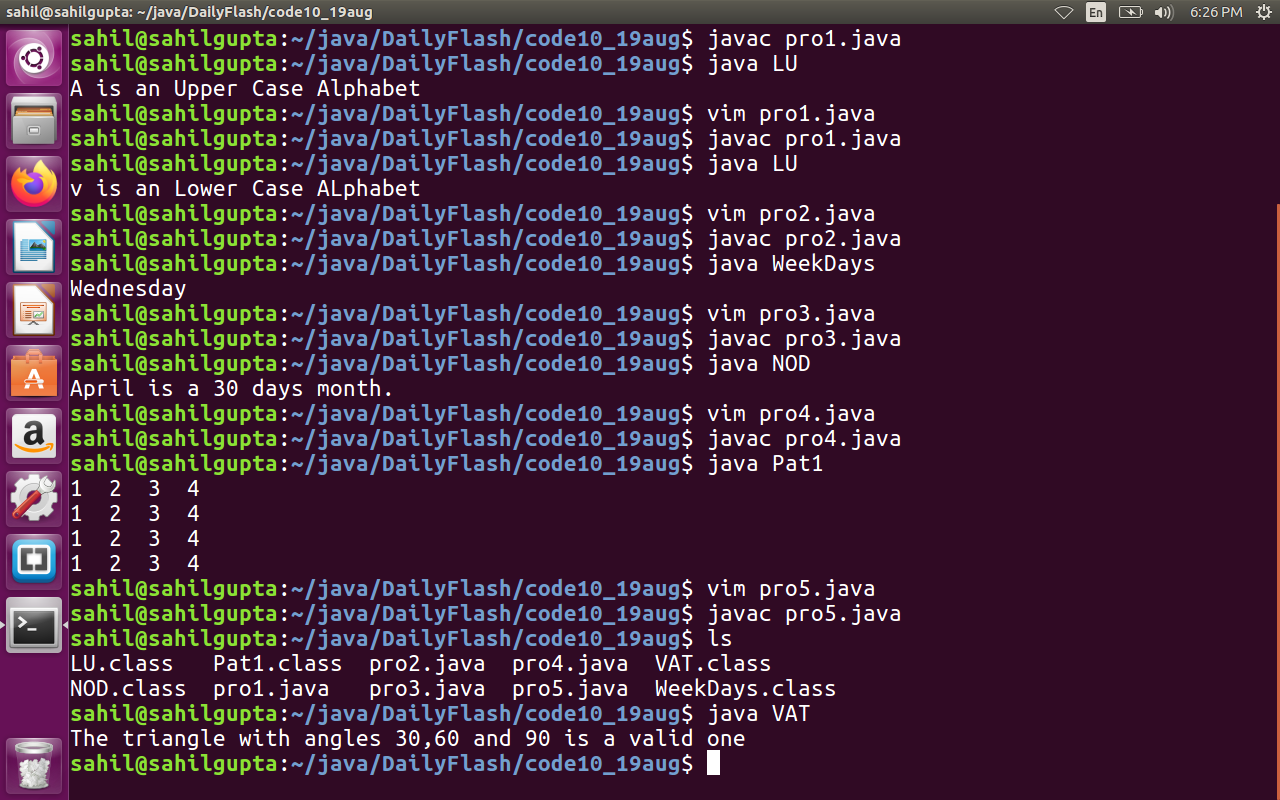 sahil@sahilgupta: ~/java/DailyFlash/code10_19aug En 6:26 PM
sahil@sahilgupta:~/java/DailyFlash/code10_19aug$ javac pro1.java
sahil@sahilgupta:~/java/DailyFlash/code10_19aug$ java LU
A is an Upper Case Alphabet
sahil@sahilgupta:~/java/DailyFlash/code10_19aug$ vim pro1.java
sahil@sahilgupta:~/java/DailyFlash/code10_19aug$ javac pro1.java
sahil@sahilgupta:~/java/DailyFlash/code10_19aug$ java LU
v is an Lower Case ALphabet
sahil@sahilgupta:~/java/DailyFlash/code10_19aug$ vim pro2.java
sahil@sahilgupta:~/java/DailyFlash/code10_19aug$ javac pro2.java
sahil@sahilgupta:~/java/DailyFlash/code10_19aug$ java WeekDays
Wednesday
sahil@sahilgupta:~/java/DailyFlash/code10_19aug$ vim pro3.java
sahil@sahilgupta:~/java/DailyFlash/code10_19aug$ javac pro3.java
sahil@sahilgupta:~/java/DailyFlash/code10_19aug$ java NOD
April is a 30 days month.
sahil@sahilgupta:~/java/DailyFlash/code10_19aug$ vim pro4.java
sahil@sahilgupta:~/java/DailyFlash/code10_19aug$ javac pro4.java
sahil@sahilgupta:~/java/DailyFlash/code10_19aug$ java Pat1
1 2 3 4
1 2 3 4
1 2 3 4
1 2 3 4
sahil@sahilgupta:~/java/DailyFlash/code10_19aug$ vim pro5.java
sahil@sahilgupta:~/java/DailyFlash/code10_19aug$ javac pro5.java
sahil@sahilgupta:~/java/DailyFlash/code10_19aug$ ls
LU.class Pat1.class pro2.java pro4.java VAT.class
NOD.class pro1.java pro3.java pro5.java WeekDays.class
sahil@sahilgupta:~/java/DailyFlash/code10_19aug$ java VAT
The triangle with angles 30,60 and 90 is a valid one
sahil@sahilgupta:~/java/DailyFlash/code10_19aug$